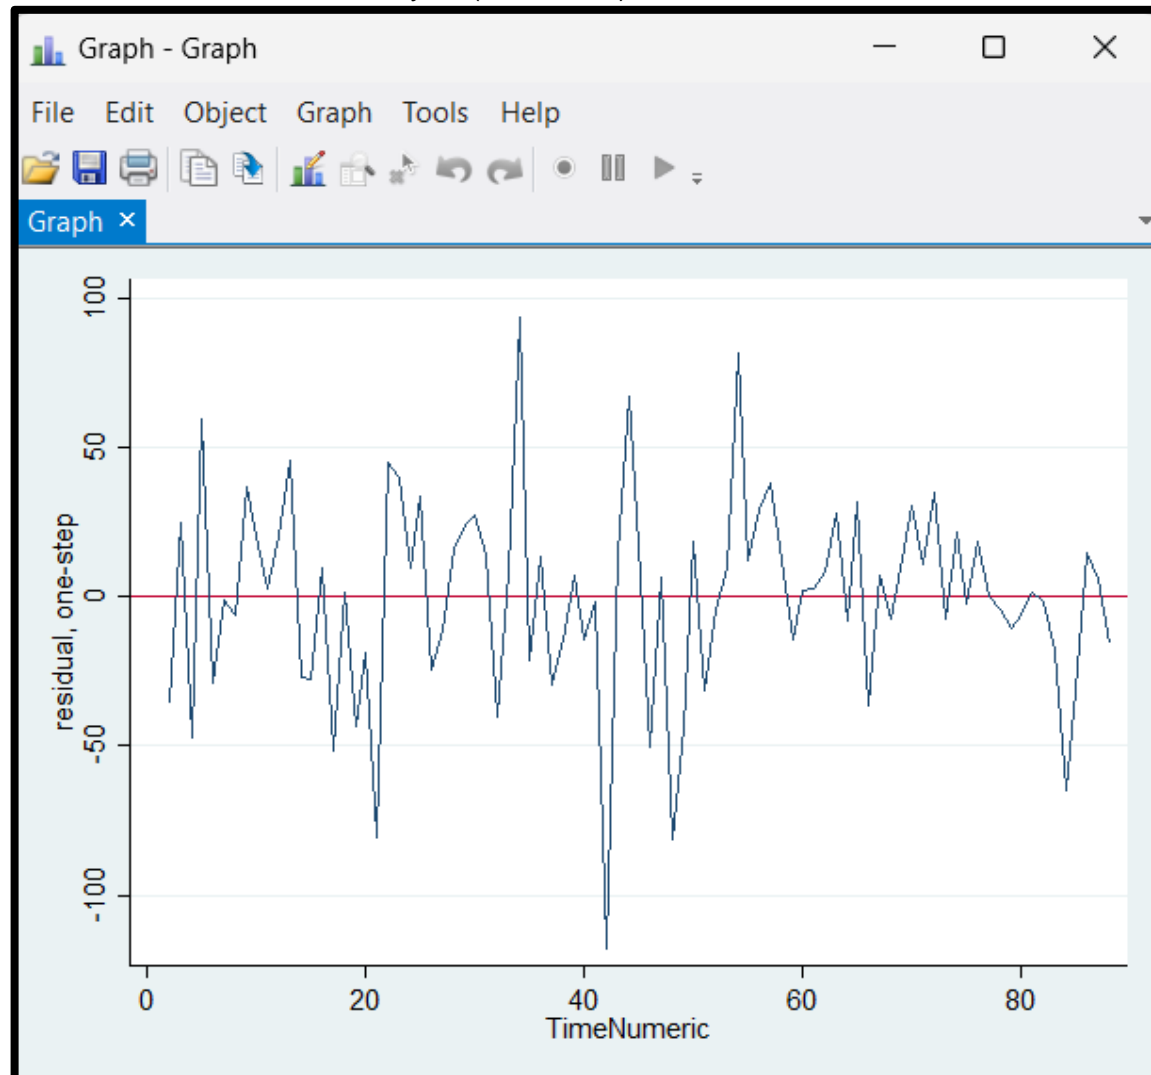 Graph - Graph
File Edit Object Graph Tools Help
Graph ×
100
50
0
-50
-100
residual, one-step
0 20 40 60 80
TimeNumeric